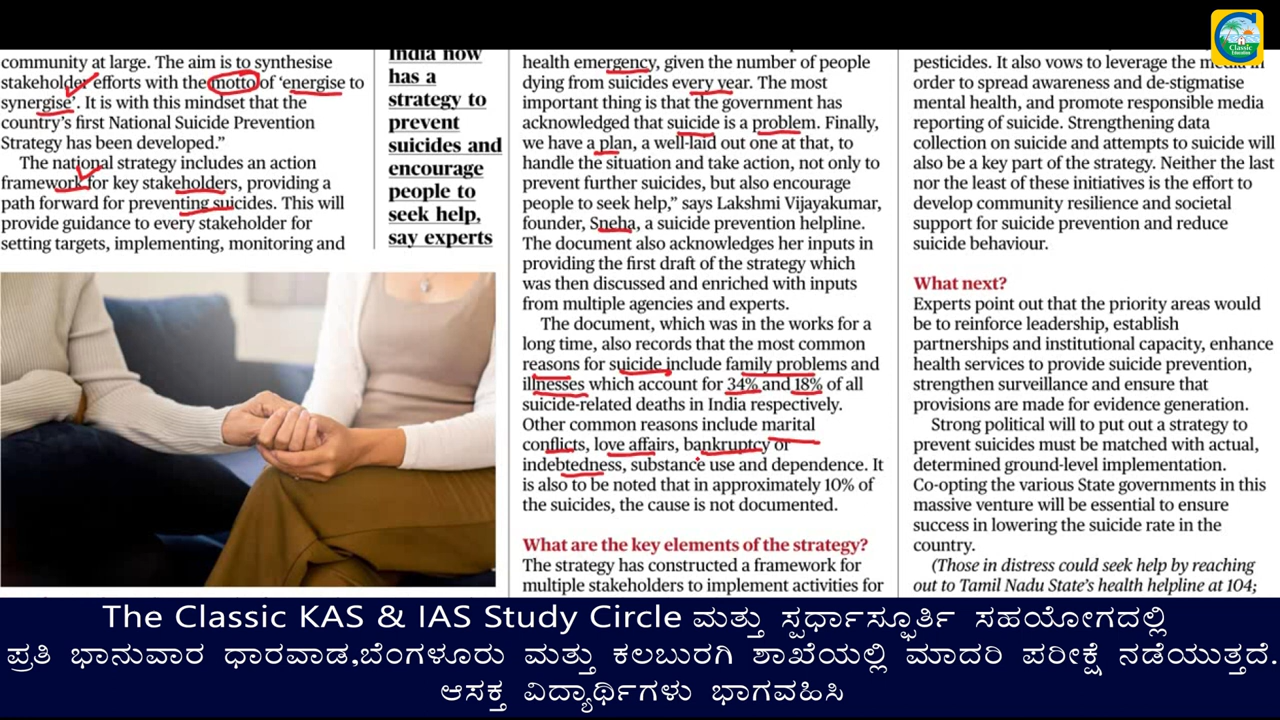 Classic
Education
community at large. The aim is to synthesise
stakeholder efforts with the motto of ‘energise to
synergise’. It is with this mindset that the
country’s first National Suicide Prevention
Strategy has been developed.”
The national strategy includes an action
framework for key stakeholders, providing a
path forward for preventing suicides. This will
provide guidance to every stakeholder for
setting targets, implementing, monitoring and
India now
has a
strategy to
prevent
suicides and
encourage
people to
seek help,
say experts
health emergency, given the number of people
dying from suicides every year. The most
important thing is that the government has
acknowledged that suicide is a problem. Finally,
we have a plan, a well-laid out one at that, to
handle the situation and take action, not only to
prevent further suicides, but also encourage
people to seek help,” says Lakshmi Vijayakumar,
founder, Sneha, a suicide prevention helpline.
The document also acknowledges her inputs in
providing the first draft of the strategy which
was then discussed and enriched with inputs
from multiple agencies and experts.
The document, which was in the works for a
long time, also records that the most common
reasons for suicide include family problems and
illnesses which account for 34% and 18% of all
suicide-related deaths in India respectively.
Other common reasons include marital
conflicts, love affairs, bankruptcy or
indebtedness, substance use and dependence. It
is also to be noted that in approximately 10% of
the suicides, the cause is not documented.
What are the key elements of the strategy?
The strategy has constructed a framework for
multiple stakeholders to implement activities for
pesticides. It also vows to leverage the media in
order to spread awareness and de-stigmatise
mental health, and promote responsible media
reporting of suicide. Strengthening data
collection on suicide and attempts to suicide will
also be a key part of the strategy. Neither the last
nor the least of these initiatives is the effort to
develop community resilience and societal
support for suicide prevention and reduce
suicide behaviour.
What next?
Experts point out that the priority areas would
be to reinforce leadership, establish
partnerships and institutional capacity, enhance
health services to provide suicide prevention,
strengthen surveillance and ensure that
provisions are made for evidence generation.
Strong political will to put out a strategy to
prevent suicides must be matched with actual,
determined ground-level implementation.
Co-opting the various State governments in this
massive venture will be essential to ensure
success in lowering the suicide rate in the
country.
(Those in distress could seek help by reaching
out to Tamil Nadu State’s health helpline at 104;
The Classic KAS & IAS Study Circle ಮತ್ತು ಸ್ಪರ್ಧಾಸ್ಫೂರ್ತಿ ಸಹಯೋಗದಲ್ಲಿ
ಪ್ರತಿ ಭಾನುವಾರ ಧಾರವಾಡ,ಬೆಂಗಳೂರು ಮತ್ತು ಕಲಬುರಗಿ ಶಾಖೆಯಲ್ಲಿ ಮಾದರಿ ಪರೀಕ್ಷೆ ನಡೆಯುತ್ತದೆ.
ಆಸಕ್ತ ವಿದ್ಯಾರ್ಥಿಗಳು ಭಾಗವಹಿಸಿ